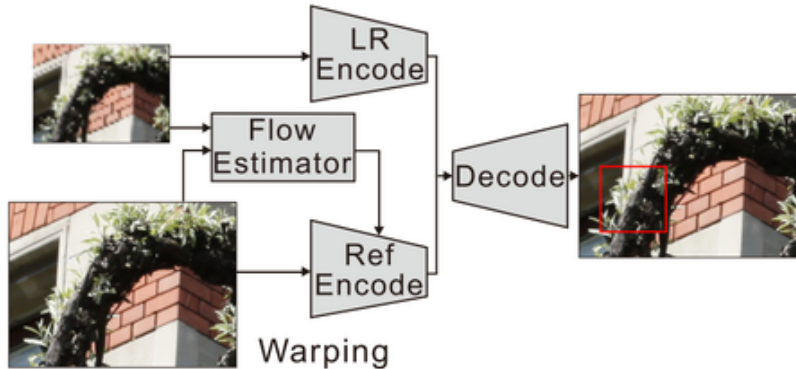 LR
Encode
Flow
Estimator
Decode
Ref
Encode
Warping